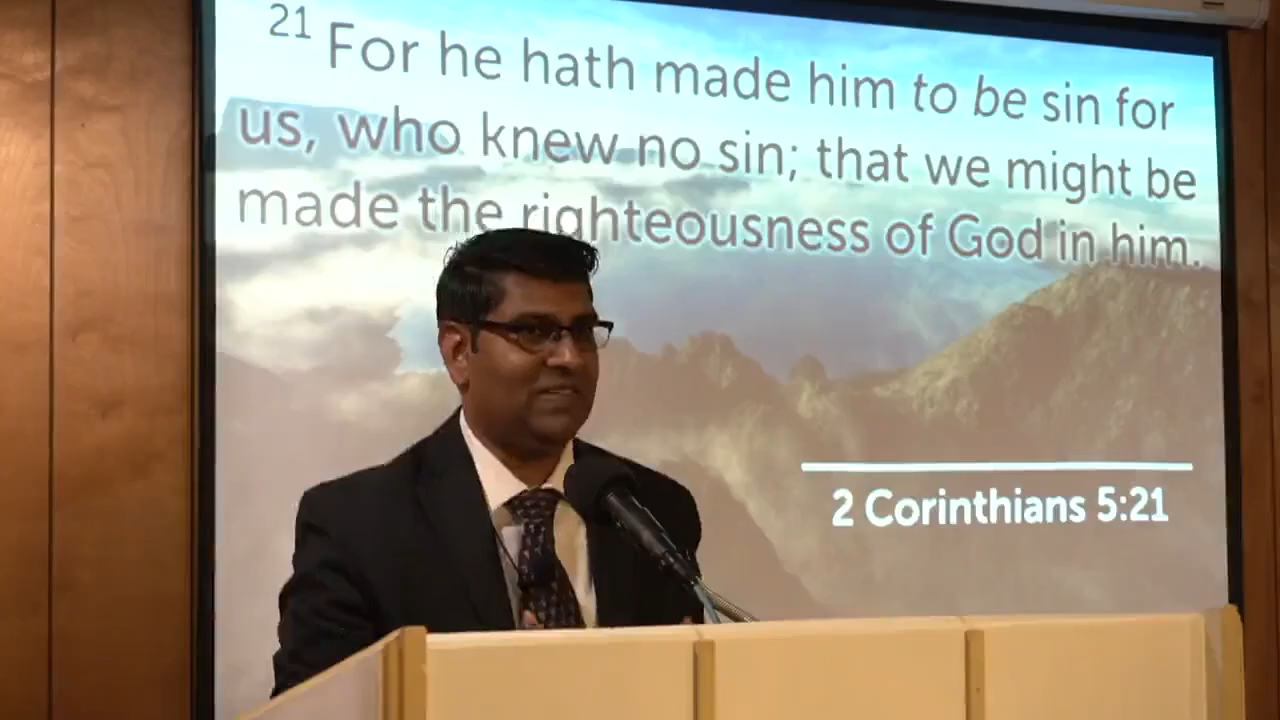 21 For he hath made him to be sin for
us, who knew no sin; that we might be
made the righteousness of God in him.
2 Corinthians 5:21